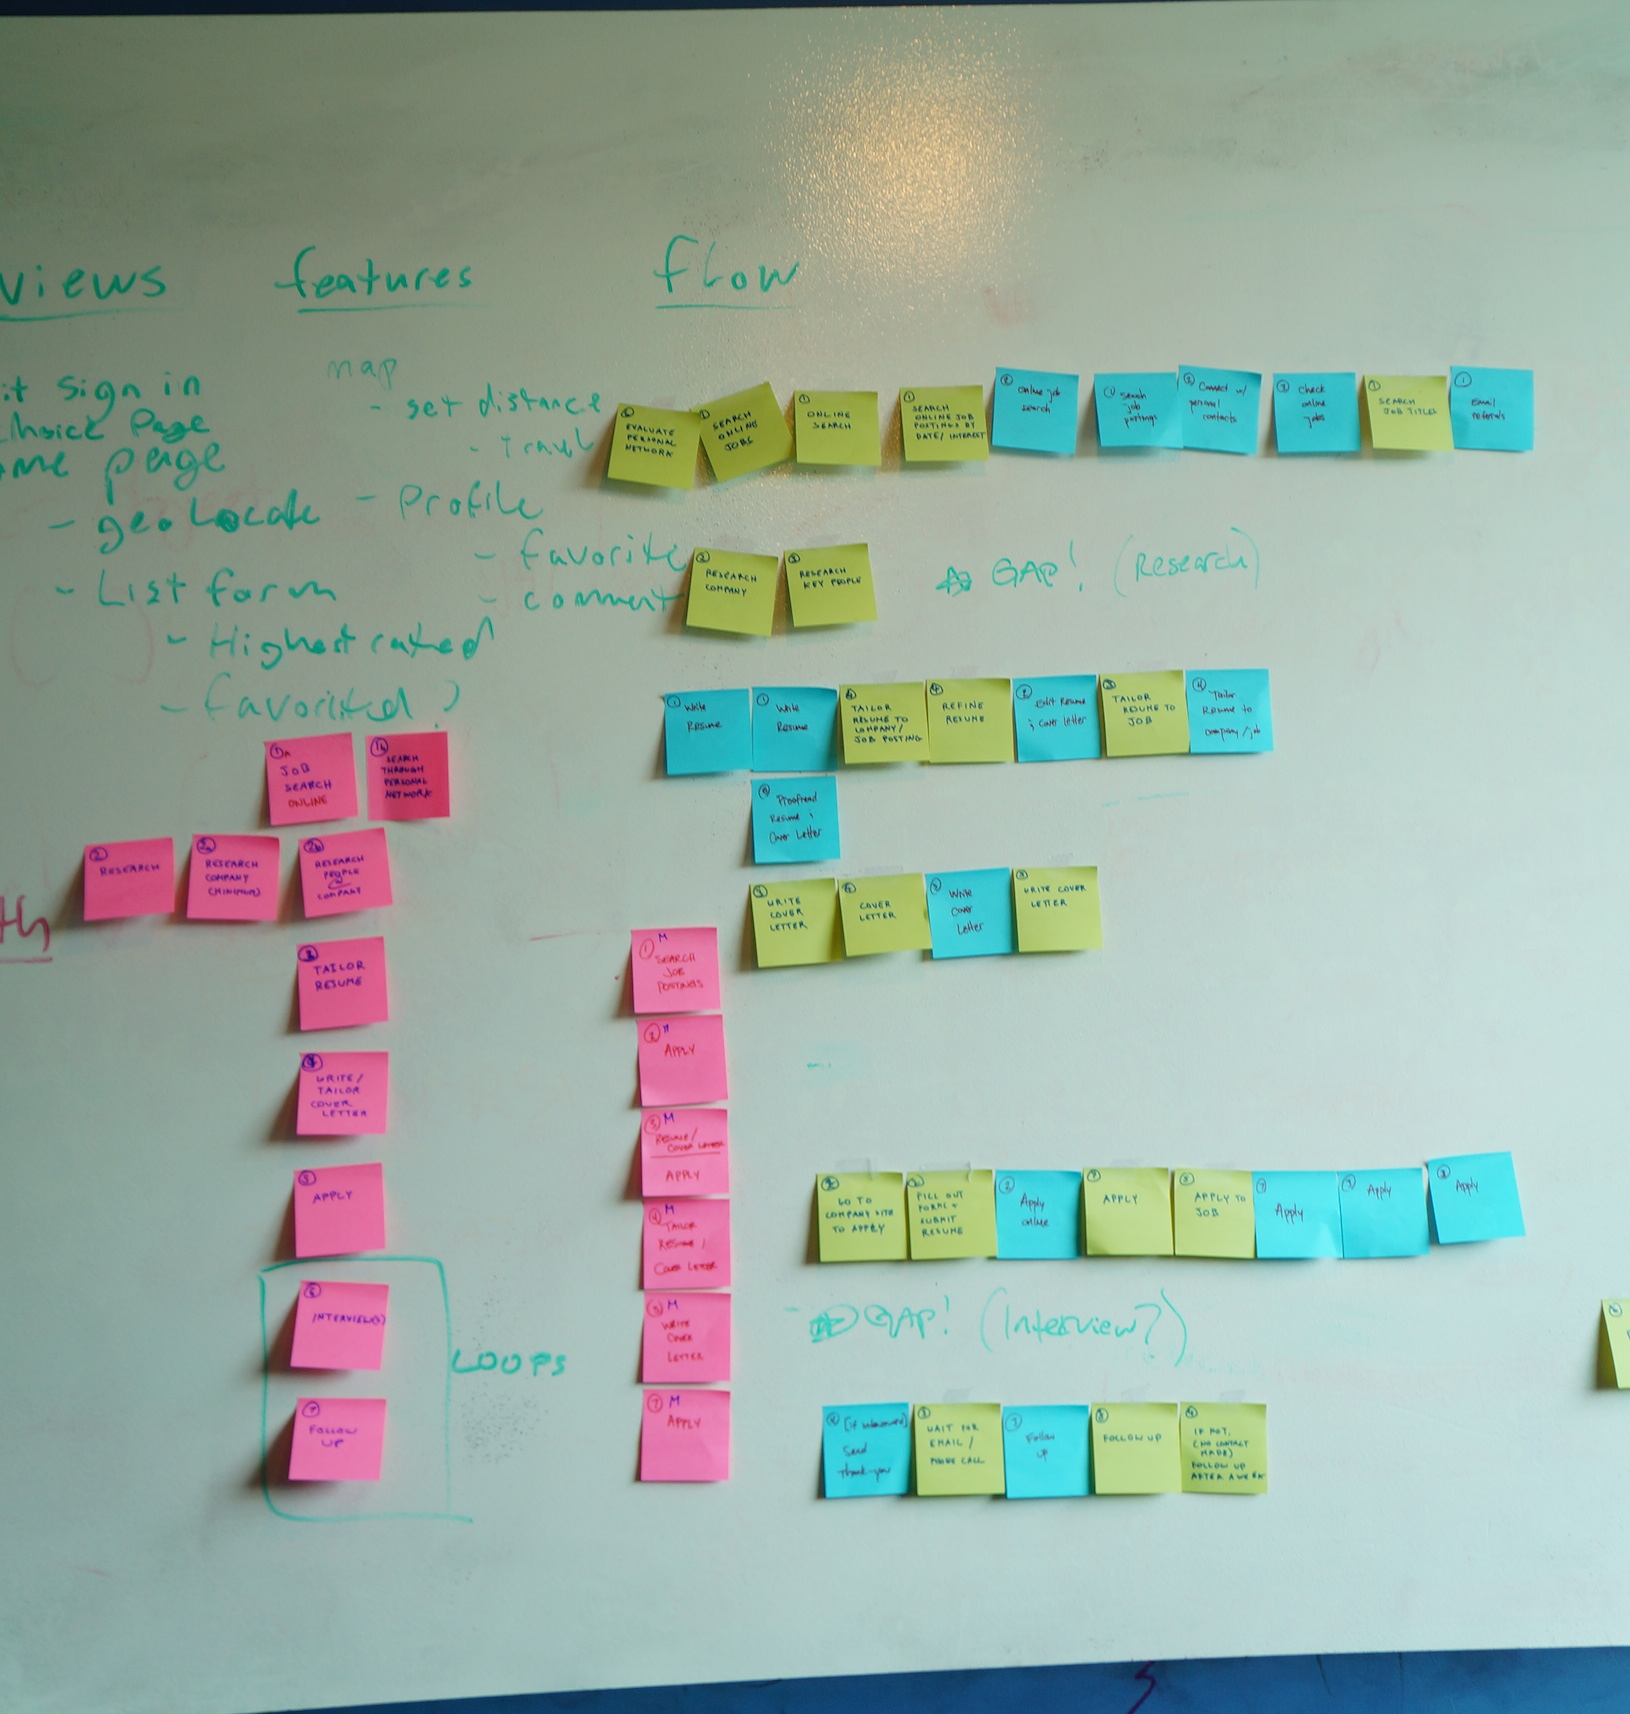 views
features
flow
it sign in
choice Page
me page
- geolocate
- List form
- Highest rated
- favorited?
map
- set distance
- Travel
- Profile
- favorite
- comment
EVALUATE
PERSONAL
NETWORK
①
SEARCH
ONLINE
JOBS
①
ONLINE
SEARCH
①
SEARCH
ONLINE JOB
POSTINGS BY
DATE/ INTEREST
②
Online job
search
①
Search
job
postings
②
Connect w/
personal
contacts
check
online
jobs
①
SEARCH
JOB TITLES
①
Email
referrals
②
RESEARCH
COMPANY
③
RESEARCH
KEY PEOPLE
GAP! (Research)
①
Write
Resume
①
Write
Resume
TAILOR
RESUME TO
COMPANY/
JOB POSTING
④
REFINE
RESUME
Edit Resume
; Cover letter
③
TAILOR
RESUME TO
JOB
④
Tailor
Resume to
company /job
Proofread
Resume ;
Cover Letter
⑤
WRITE
COVER
LETTER
COVER
LETTER
Write
Cover
Letter
WRITE COVER
LETTER
1A
JOB
SEARCH
ONLINE
1b
SEARCH
THROUGH
PERSONAL
NETWORK
②
RESEARCH
2a
RESEARCH
COMPANY
(MINIMUM)
2b
RESEARCH
PEOPLE
@
COMPANY
th
③
TAILOR
RESUME
④
WRITE /
TAILOR
COVER
LETTER
⑤
APPLY
⑥
INTERVIEW(S)
⑦
FOLLOW
UP
LOOPS
① M
SEARCH
JOB
POSTINGS
② M
APPLY
③ M
RESUME/
COVER LETTER
APPLY
④ M
TAILOR
RESUME /
COVER LETTER
⑤ M
WRITE
COVER
LETTER
⑦ M
APPLY
GO TO
COMPANY SITE
TO APPLY
FILL OUT
FORMS +
SUBMIT
RESUME
②
Apply
online
APPLY
APPLY TO
JOB
⑦
Apply
⑦
Apply
Apply
GAP! (Interview?)
[if interviewed]
Send
thank-you
WAIT FOR
EMAIL /
PHONE CALL
Follow
up
FOLLOW UP
IF NOT,
(NO CONTACT
MADE)
FOLLOW UP
AFTER A WEEK